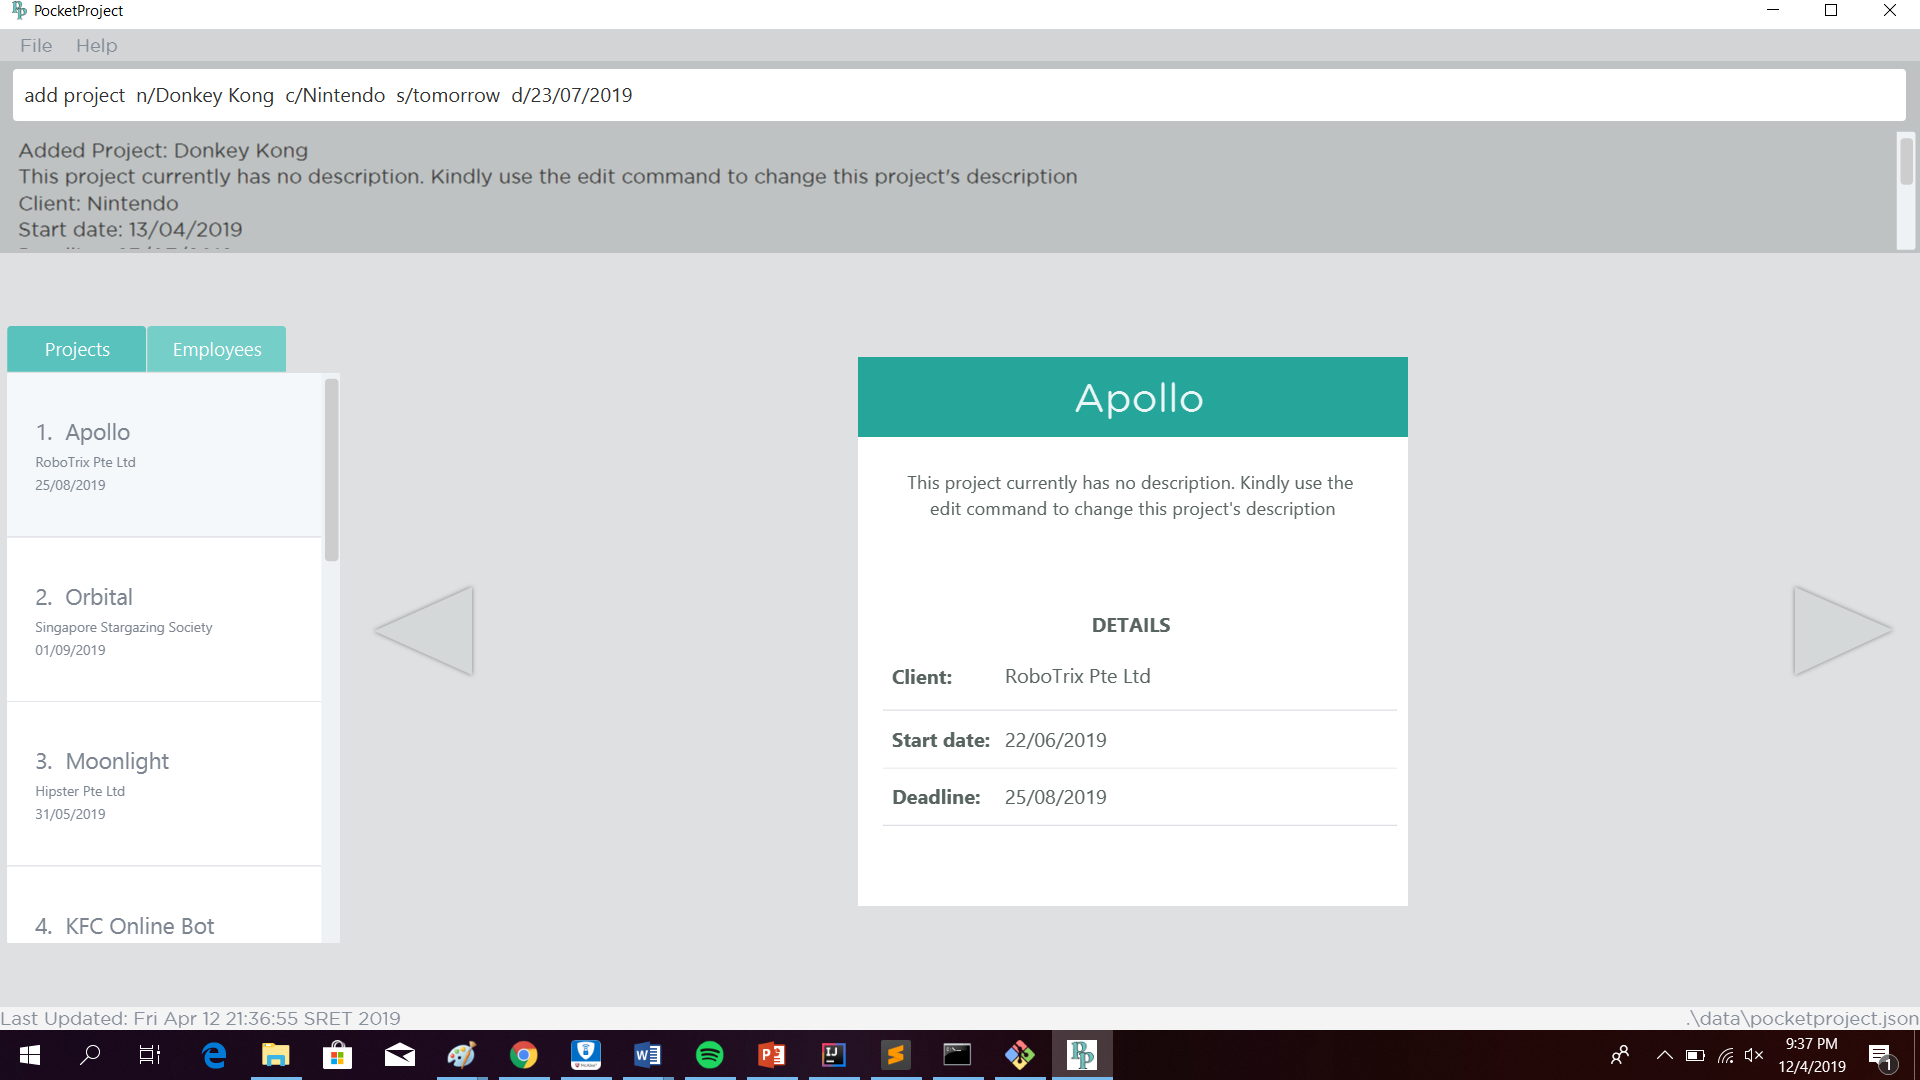 PocketProject
File Help
add project n/Donkey Kong c/Nintendo s/tomorrow d/23/07/2019
Added Project: Donkey Kong
This project currently has no description. Kindly use the edit command to change this project's description
Client: Nintendo
Start date: 13/04/2019
Projects Employees
1. Apollo
RoboTrix Pte Ltd
25/08/2019
2. Orbital
Singapore Stargazing Society
01/09/2019
3. Moonlight
Hipster Pte Ltd
31/05/2019
4. KFC Online Bot
Apollo
This project currently has no description. Kindly use the
edit command to change this project's description
DETAILS
Client: RoboTrix Pte Ltd
Start date: 22/06/2019
Deadline: 25/08/2019
Last Updated: Fri Apr 12 21:36:55 SRET 2019
.\data\pocketproject.json
9:37 PM
12/4/2019
1